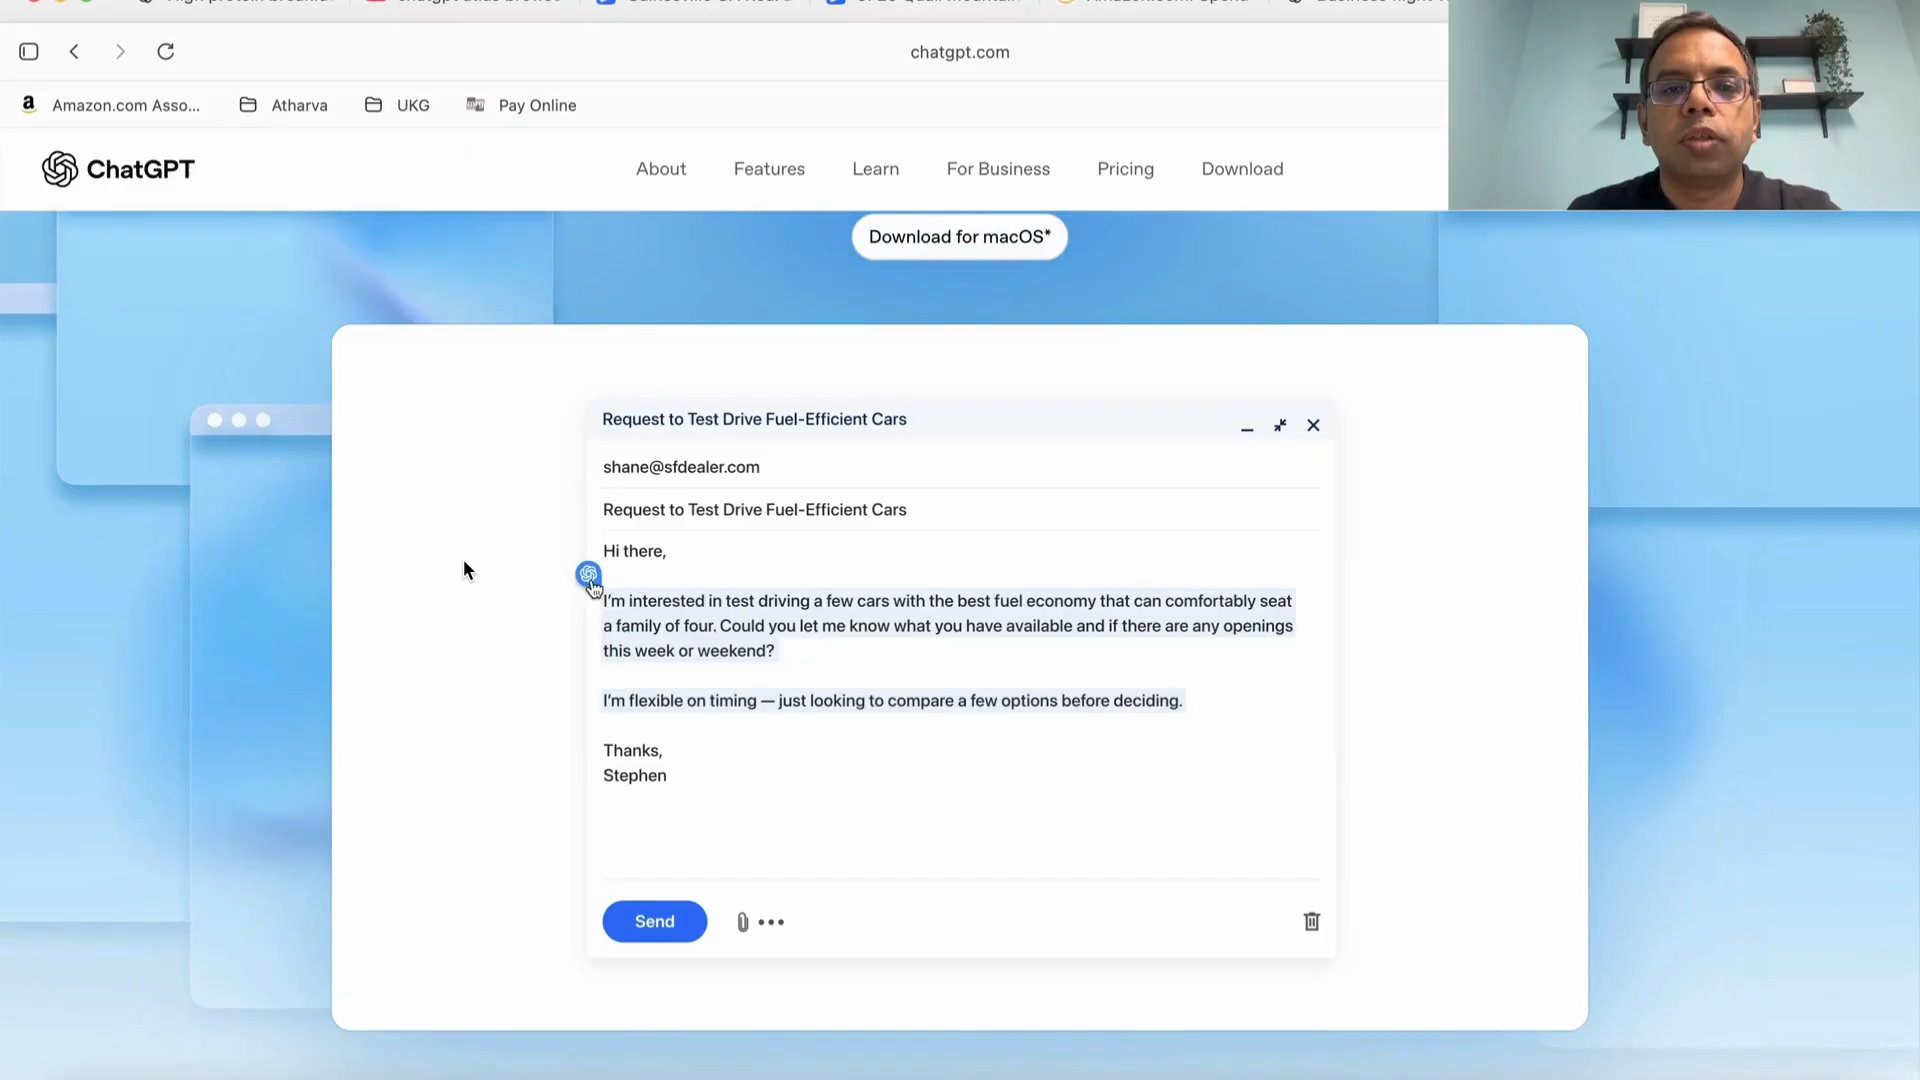 chatgpt.com
Amazon.com Asso...
Atharva
UKG
Pay Online
ChatGPT
About
Features
Learn
For Business
Pricing
Download
Download for macOS*
Request to Test Drive Fuel-Efficient Cars
shane@sfdealer.com
Request to Test Drive Fuel-Efficient Cars
Hi there,
I'm interested in test driving a few cars with the best fuel economy that can comfortably seat
a family of four. Could you let me know what you have available and if there are any openings
this week or weekend?
I'm flexible on timing — just looking to compare a few options before deciding.
Thanks,
Stephen
Send